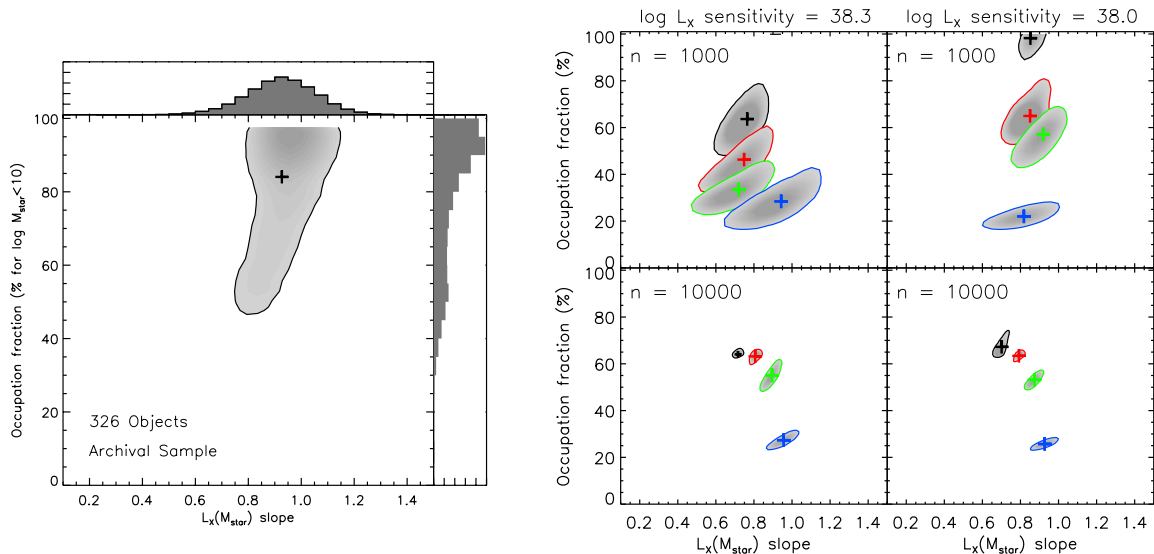 Occupation fraction (% for log M_star<10)
100
80
60
40
20
0
326 Objects
Archival Sample
0.2 0.4 0.6 0.8 1.0 1.2 1.4
L_X(M_star) slope
log L_X sensitivity = 38.3
log L_X sensitivity = 38.0
Occupation fraction (%)
100
80
60
40
20
0
n = 1000
n = 1000
Occupation fraction (%)
100
80
60
40
20
0
n = 10000
n = 10000
0.2 0.4 0.6 0.8 1.0 1.2 1.4
0.2 0.4 0.6 0.8 1.0 1.2 1.4
L_X(M_star) slope
L_X(M_star) slope